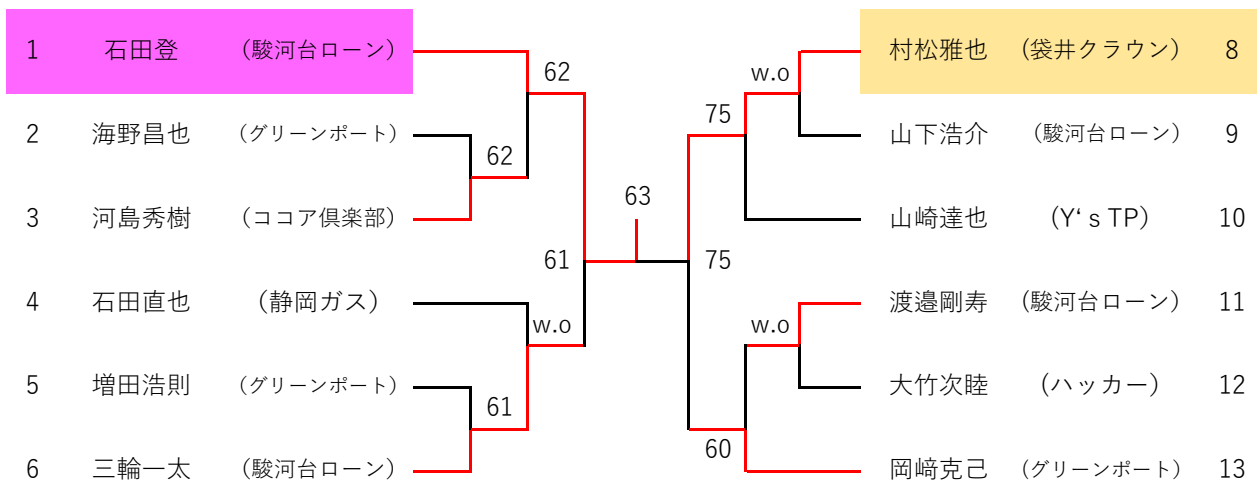 1 石田登 (駿河台ローン) 村松雅也 (袋井クラウン) 8
62 w.o
75
2 海野昌也 (グリーンポート) 山下浩介 (駿河台ローン) 9
62
63
3 河島秀樹 (ココア倶楽部) 山崎達也 (Y‘ s TP) 10
61 75
4 石田直也 (静岡ガス) 渡邉剛寿 (駿河台ローン) 11
w.o w.o
5 増田浩則 (グリーンポート) 大竹次睦 (ハッカー) 12
61
60
6 三輪一太 (駿河台ローン) 岡﨑克己 (グリーンポート) 13